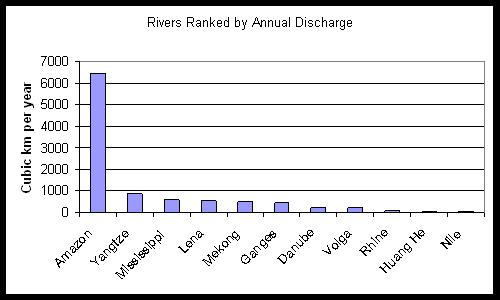 Rivers Ranked by Annual Discharge
Cubic km per year
7000
6000
5000
4000
3000
2000
1000
0
Amazon
Yangtze
Mississippi
Lena
Mekong
Ganges
Danube
Volga
Rhine
Huang He
Nile